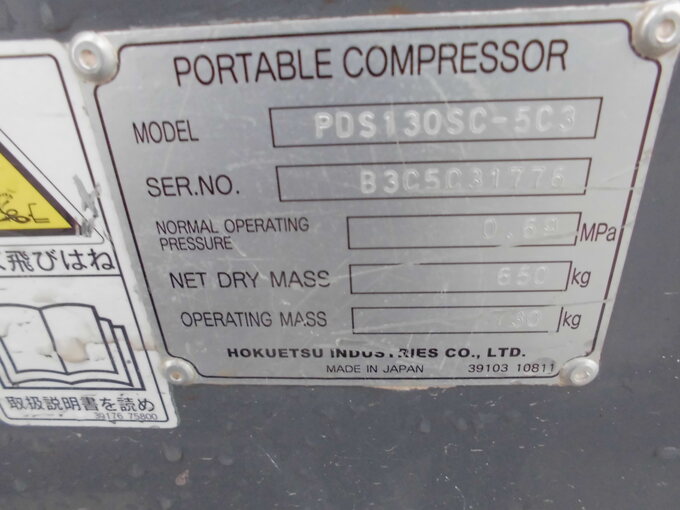 PORTABLE COMPRESSOR
MODEL PDS130SC-5C3
SER.NO. B3C5C31776
NORMAL OPERATING PRESSURE MPa
NET DRY MASS 650 kg
OPERATING MASS kg
HOKUETSU INDUSTRIES CO., LTD.
MADE IN JAPAN 39103 10811
飛びはね
取扱説明書を読め
39176 75800